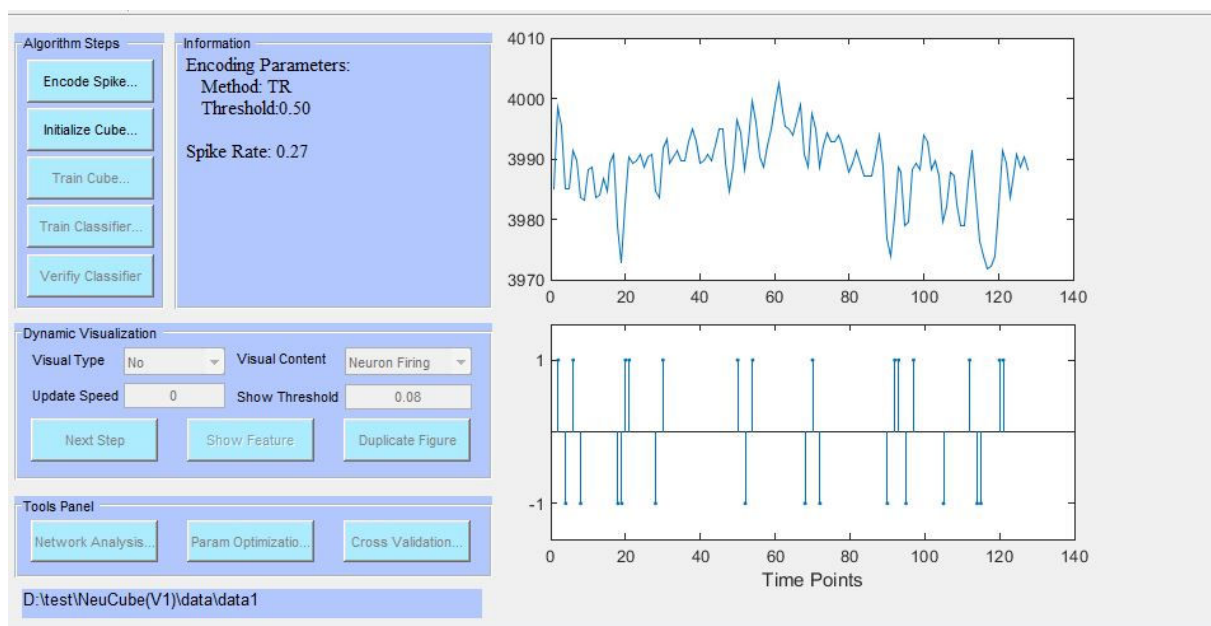 Algorithm Steps
Encode Spike...
Initialize Cube...
Train Cube...
Train Classifier...
Verifiy Classifier
Information
Encoding Parameters:
Method: TR
Threshold:0.50
Spike Rate: 0.27
Dynamic Visualization
Visual Type No Visual Content Neuron Firing
Update Speed 0 Show Threshold 0.08
Next Step Show Feature Duplicate Figure
Tools Panel
Network Analysis... Param Optimizatio... Cross Validation...
D:\test\NeuCube(V1)\data\data1
4010
4000
3990
3980
3970
0 20 40 60 80 100 120 140
1
-1
0 20 40 60 80 100 120 140
Time Points